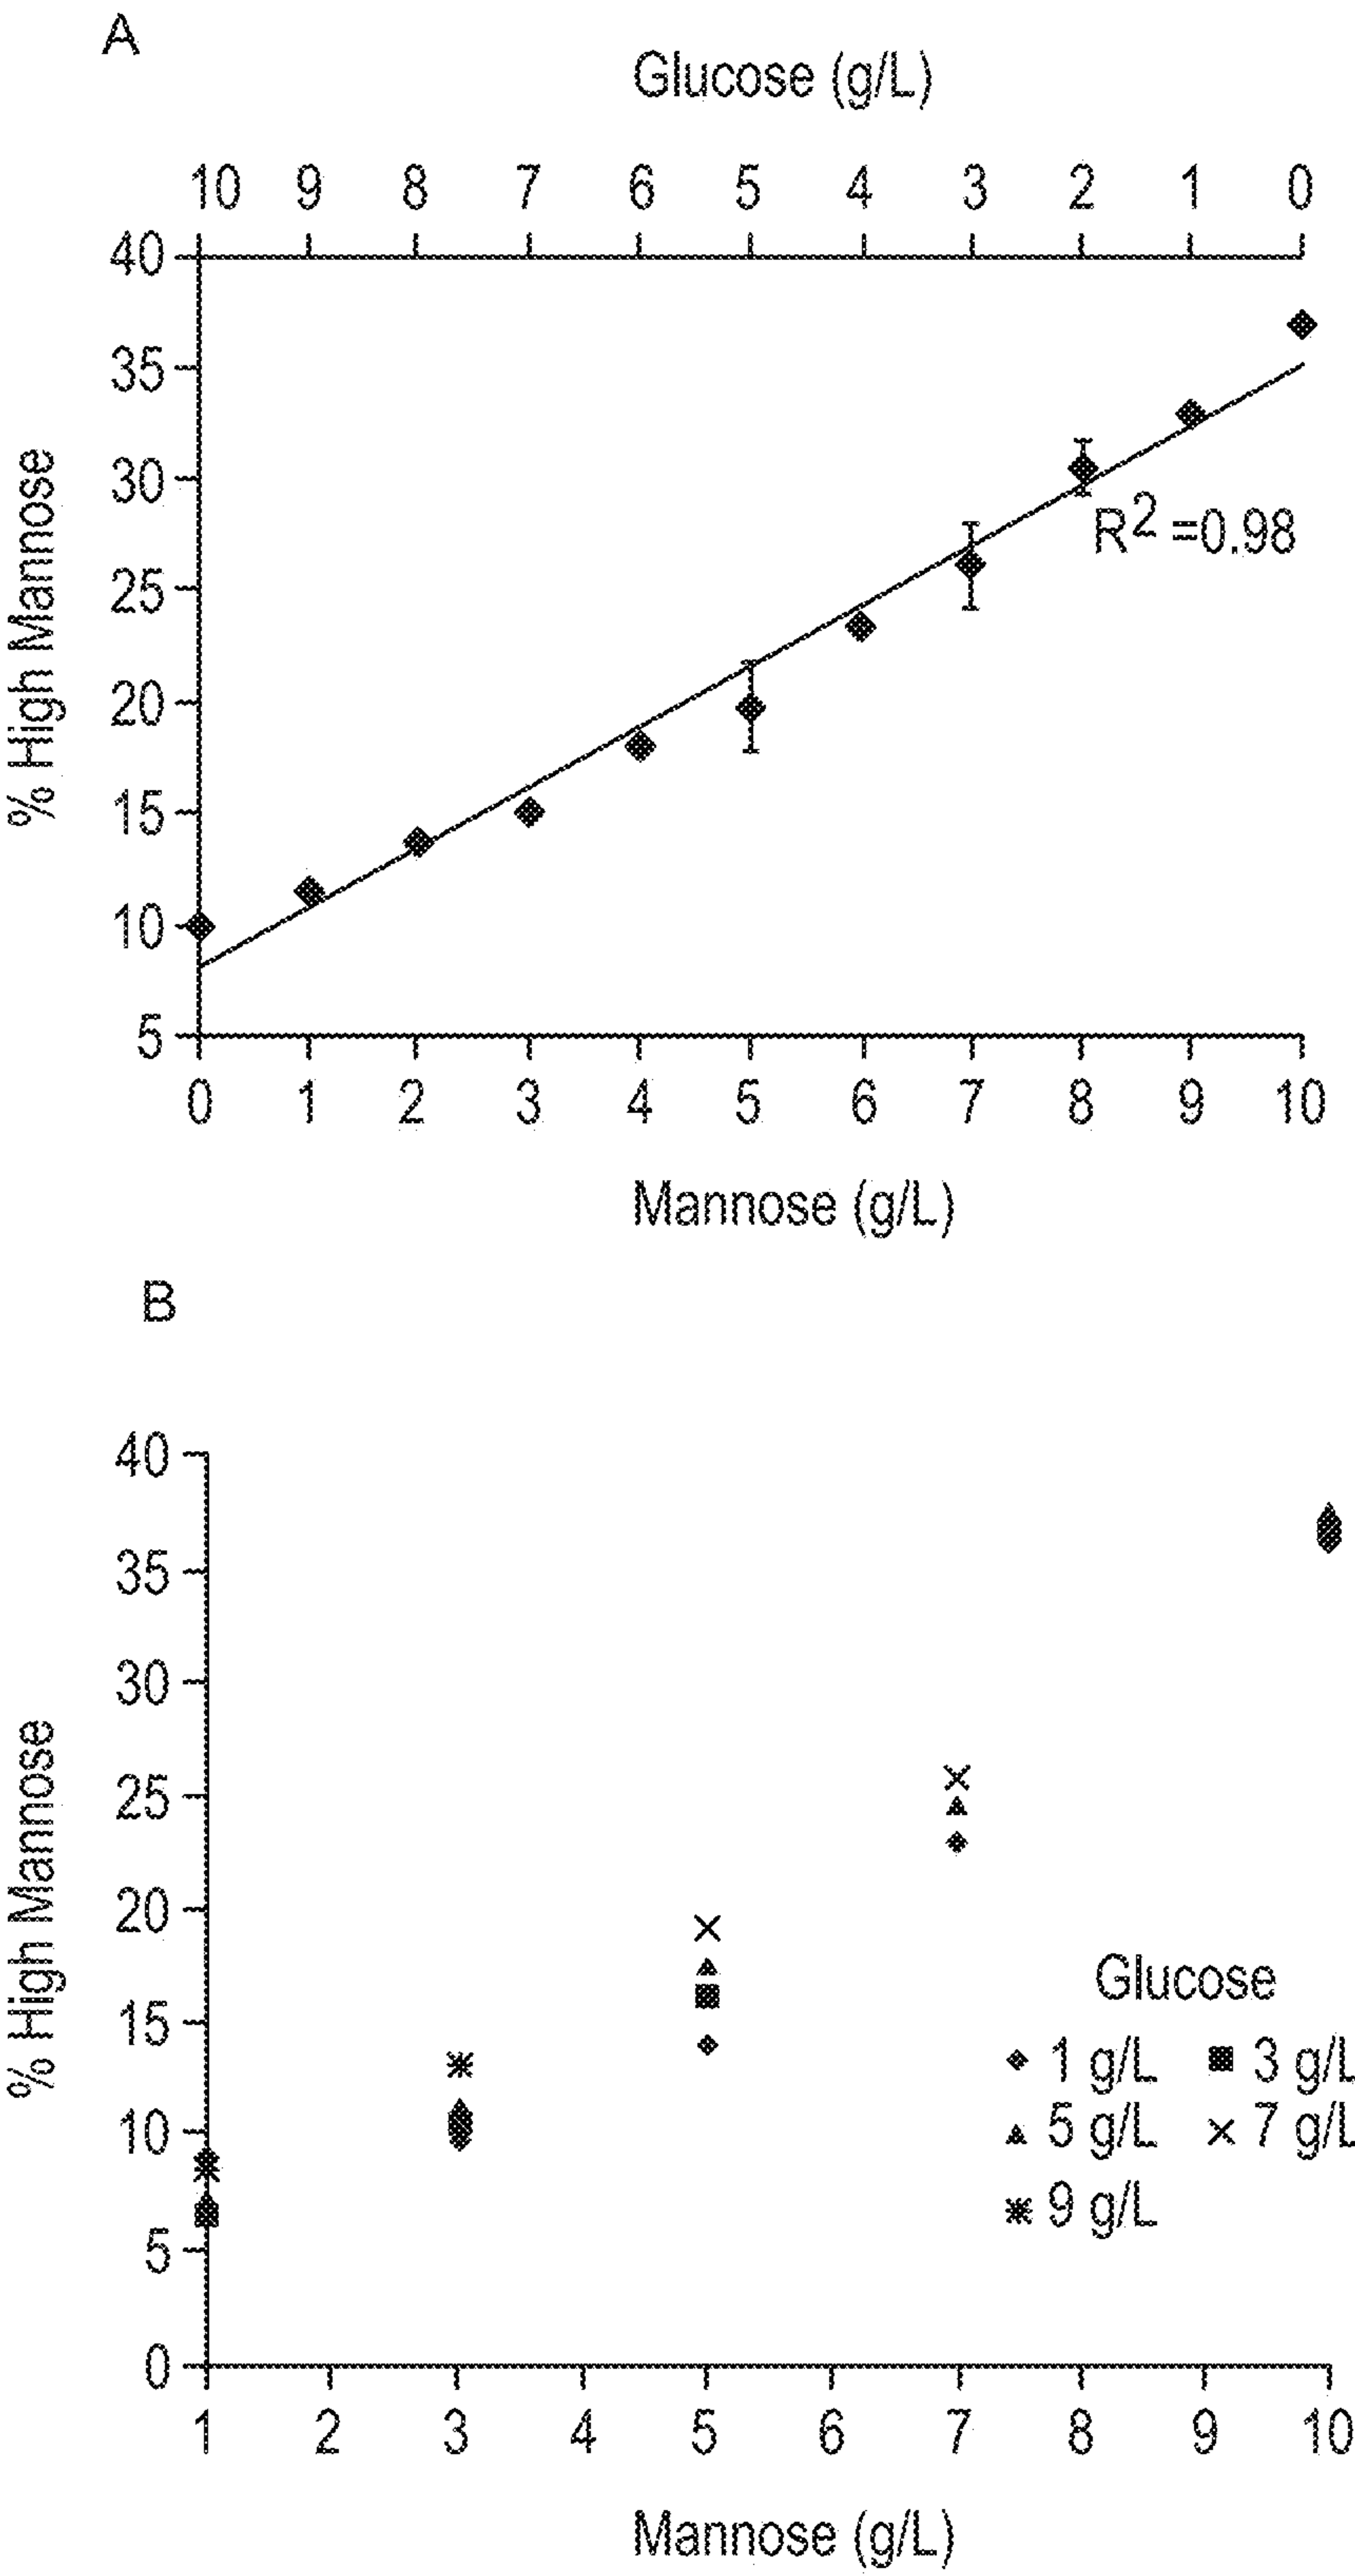 A
Glucose (g/L)
10 9 8 7 6 5 4 3 2 1 0
40
35
30
25
20
15
10
5
% High Mannose
R2 =0.98
0 1 2 3 4 5 6 7 8 9 10
Mannose (g/L)
B
40
35
30
25
20
15
10
5
0
% High Mannose
Glucose
1 g/L 3 g/L
5 g/L 7 g/L
9 g/L
1 2 3 4 5 6 7 8 9 10
Mannose (g/L)